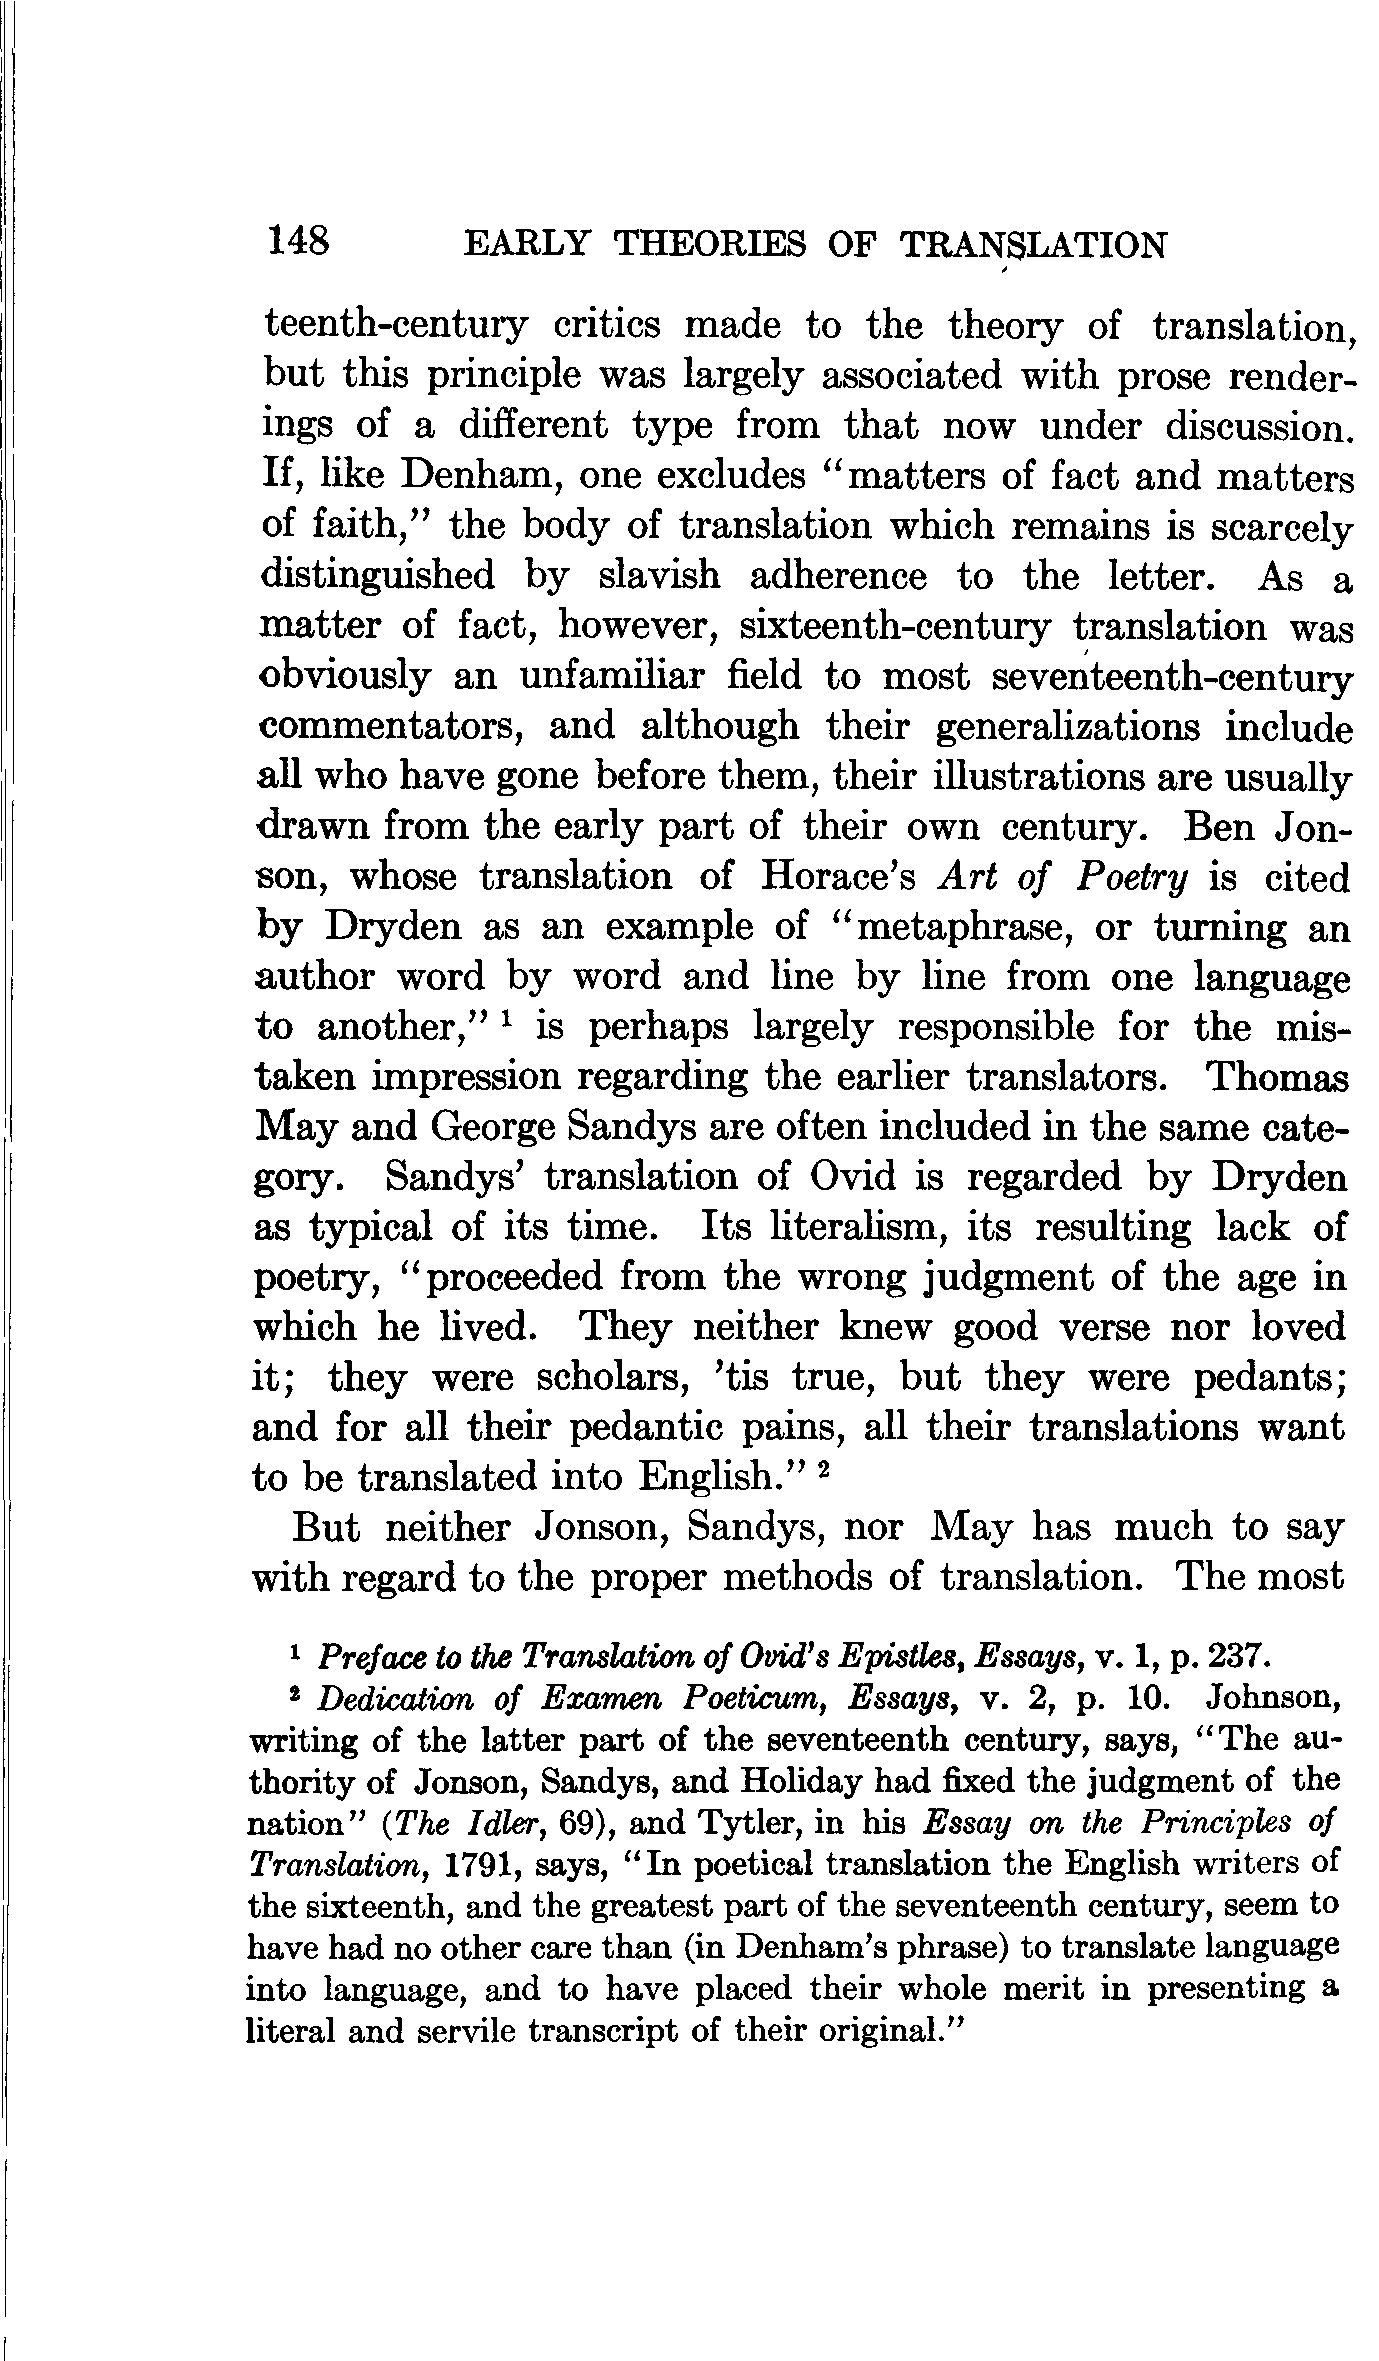 148 EARLY THEORIES OF TRANSLATION
teenth-century critics made to the theory of translation,
but this principle was largely associated with prose render-
ings of a different type from that now under discussion.
If, like Denham, one excludes “matters of fact and matters
of faith,” the body of translation which remains is scarcely
distinguished by slavish adherence to the letter. As a
matter of fact, however, sixteenth-century translation was
obviously an unfamiliar field to most seventeenth-century
commentators, and although their generalizations include
all who have gone before them, their illustrations are usually
drawn from the early part of their own century. Ben Jon-
son, whose translation of Horace’s Art of Poetry is cited
by Dryden as an example of “metaphrase, or turning an
author word by word and line by line from one language
to another,” ¹ is perhaps largely responsible for the mis-
taken impression regarding the earlier translators. Thomas
May and George Sandys are often included in the same cate-
gory. Sandys’ translation of Ovid is regarded by Dryden
as typical of its time. Its literalism, its resulting lack of
poetry, “proceeded from the wrong judgment of the age in
which he lived. They neither knew good verse nor loved
it; they were scholars, ’tis true, but they were pedants;
and for all their pedantic pains, all their translations want
to be translated into English.” ²
But neither Jonson, Sandys, nor May has much to say
with regard to the proper methods of translation. The most
¹ Preface to the Translation of Ovid’s Epistles, Essays, v. 1, p. 237.
² Dedication of Examen Poeticum, Essays, v. 2, p. 10. Johnson,
writing of the latter part of the seventeenth century, says, “The au-
thority of Jonson, Sandys, and Holiday had fixed the judgment of the
nation” (The Idler, 69), and Tytler, in his Essay on the Principles of
Translation, 1791, says, “In poetical translation the English writers of
the sixteenth, and the greatest part of the seventeenth century, seem to
have had no other care than (in Denham’s phrase) to translate language
into language, and to have placed their whole merit in presenting a
literal and servile transcript of their original.”